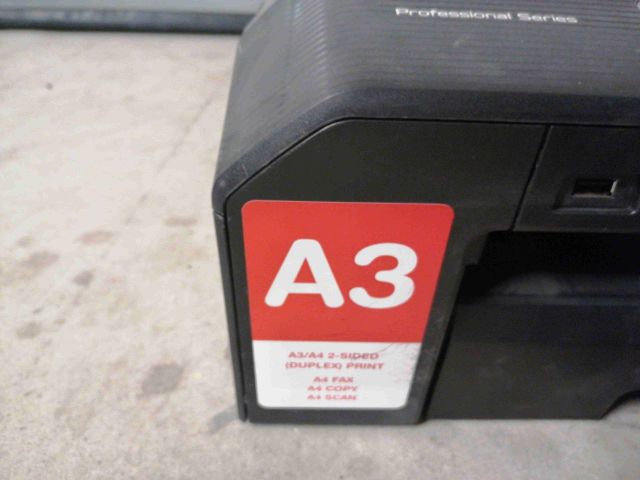 Professional Series
A3
A3/A4 2-SIDED
(DUPLEX) PRINT
A4 FAX
A4 COPY
A4 SCAN